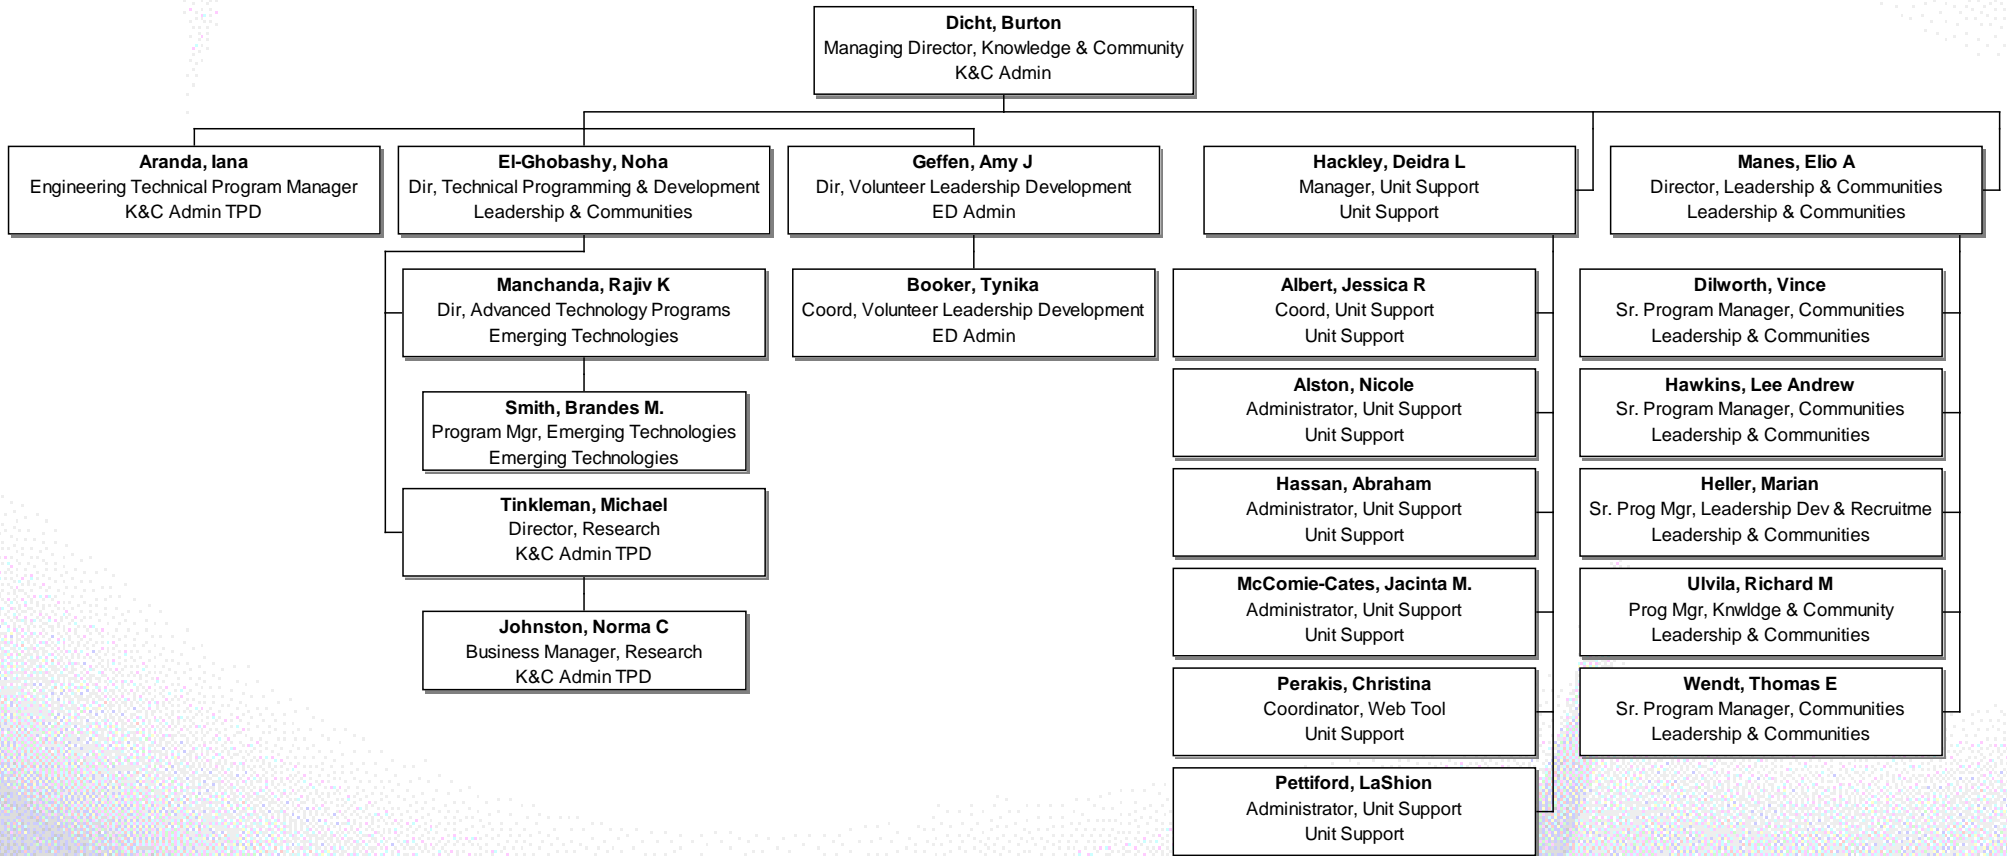 Dicht, Burton
Managing Director, Knowledge & Community
K&C Admin
Aranda, Iana
Engineering Technical Program Manager
K&C Admin TPD
El-Ghobashy, Noha
Dir, Technical Programming & Development
Leadership & Communities
Geffen, Amy J
Dir, Volunteer Leadership Development
ED Admin
Hackley, Deidra L
Manager, Unit Support
Unit Support
Manes, Elio A
Director, Leadership & Communities
Leadership & Communities
Manchanda, Rajiv K
Dir, Advanced Technology Programs
Emerging Technologies
Smith, Brandes M.
Program Mgr, Emerging Technologies
Emerging Technologies
Tinkleman, Michael
Director, Research
K&C Admin TPD
Johnston, Norma C
Business Manager, Research
K&C Admin TPD
Booker, Tynika
Coord, Volunteer Leadership Development
ED Admin
Albert, Jessica R
Coord, Unit Support
Unit Support
Alston, Nicole
Administrator, Unit Support
Unit Support
Hassan, Abraham
Administrator, Unit Support
Unit Support
McComie-Cates, Jacinta M.
Administrator, Unit Support
Unit Support
Perakis, Christina
Coordinator, Web Tool
Unit Support
Pettiford, LaShion
Administrator, Unit Support
Unit Support
Dilworth, Vince
Sr. Program Manager, Communities
Leadership & Communities
Hawkins, Lee Andrew
Sr. Program Manager, Communities
Leadership & Communities
Heller, Marian
Sr. Prog Mgr, Leadership Dev & Recruitme
Leadership & Communities
Ulvila, Richard M
Prog Mgr, Knwldge & Community
Leadership & Communities
Wendt, Thomas E
Sr. Program Manager, Communities
Leadership & Communities